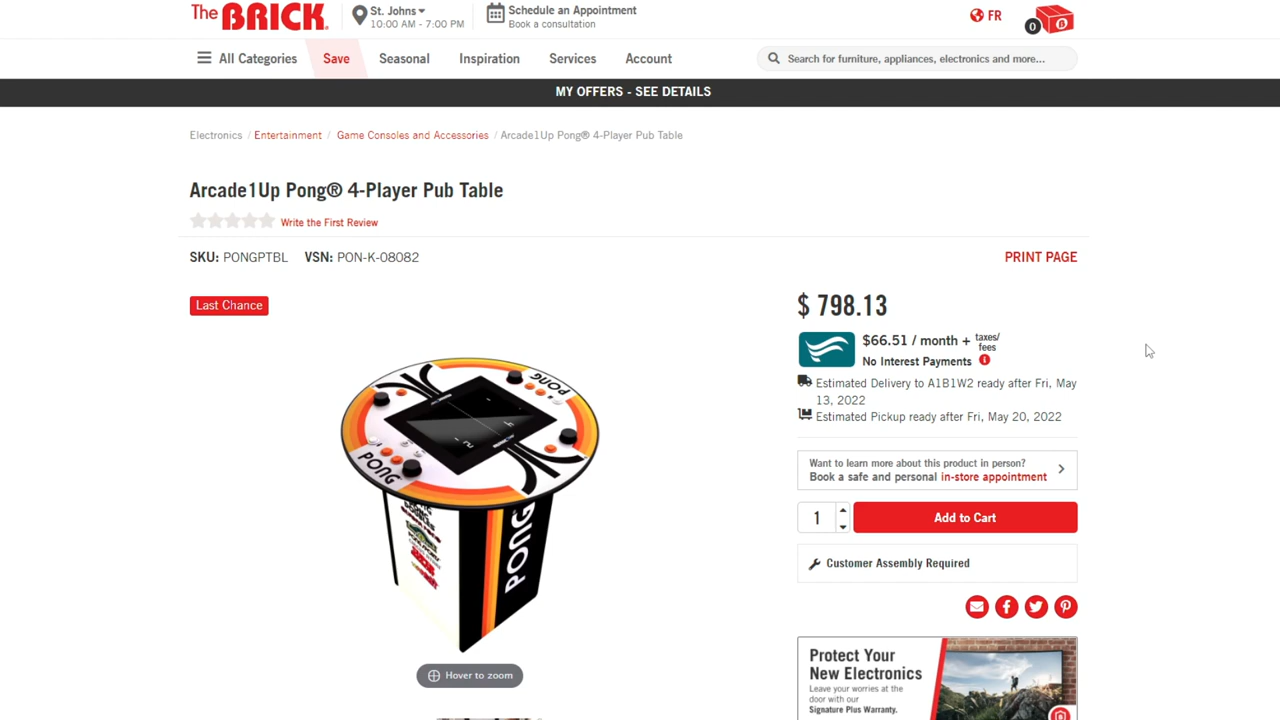 The BRICK
St. Johns
10:00 AM - 7:00 PM
Schedule an Appointment
Book a consultation
FR
0
All Categories
Save
Seasonal
Inspiration
Services
Account
Search for furniture, appliances, electronics and more...
MY OFFERS - SEE DETAILS
Electronics / Entertainment / Game Consoles and Accessories / Arcade1Up Pong® 4-Player Pub Table
Arcade1Up Pong® 4-Player Pub Table
Write the First Review
SKU: PONGPTBL VSN: PON-K-08082
PRINT PAGE
Last Chance
$ 798.13
$66.51 / month + taxes/
fees
No Interest Payments
Estimated Delivery to A1B1W2 ready after Fri, May
13, 2022
Estimated Pickup ready after Fri, May 20, 2022
Want to learn more about this product in person?
Book a safe and personal in-store appointment
1
Add to Cart
Customer Assembly Required
PONG
PONG
PONG
Hover to zoom
Protect Your
New Electronics
Leave your worries at the
door with our
Signature Plus Warranty.